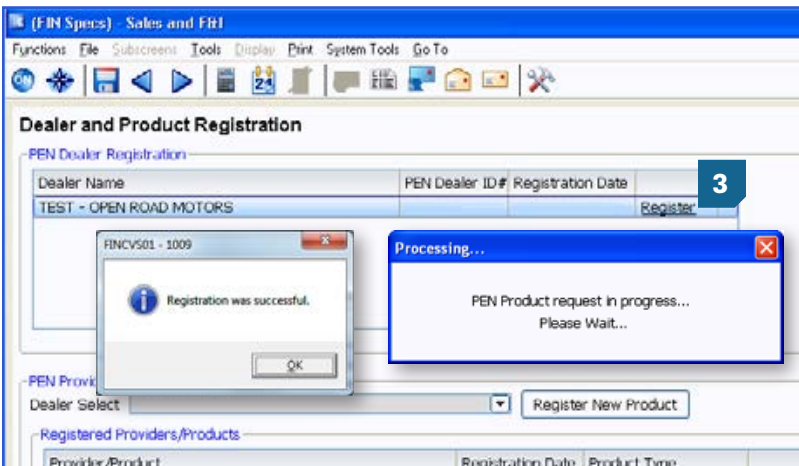 (FIN Specs) - Sales and F&I
Functions File Subscreens Tools Display Print System Tools Go To
ON
24
Dealer and Product Registration
PEN Dealer Registration
Dealer Name PEN Dealer ID# Registration Date
3
TEST - OPEN ROAD MOTORS Register
FINCVS01 - 1009
Registration was successful.
OK
Processing...
PEN Product request in progress...
Please Wait...
PEN Provi
Dealer Select Register New Product
Registered Providers/Products
Provider/Product Registration Date Product Type